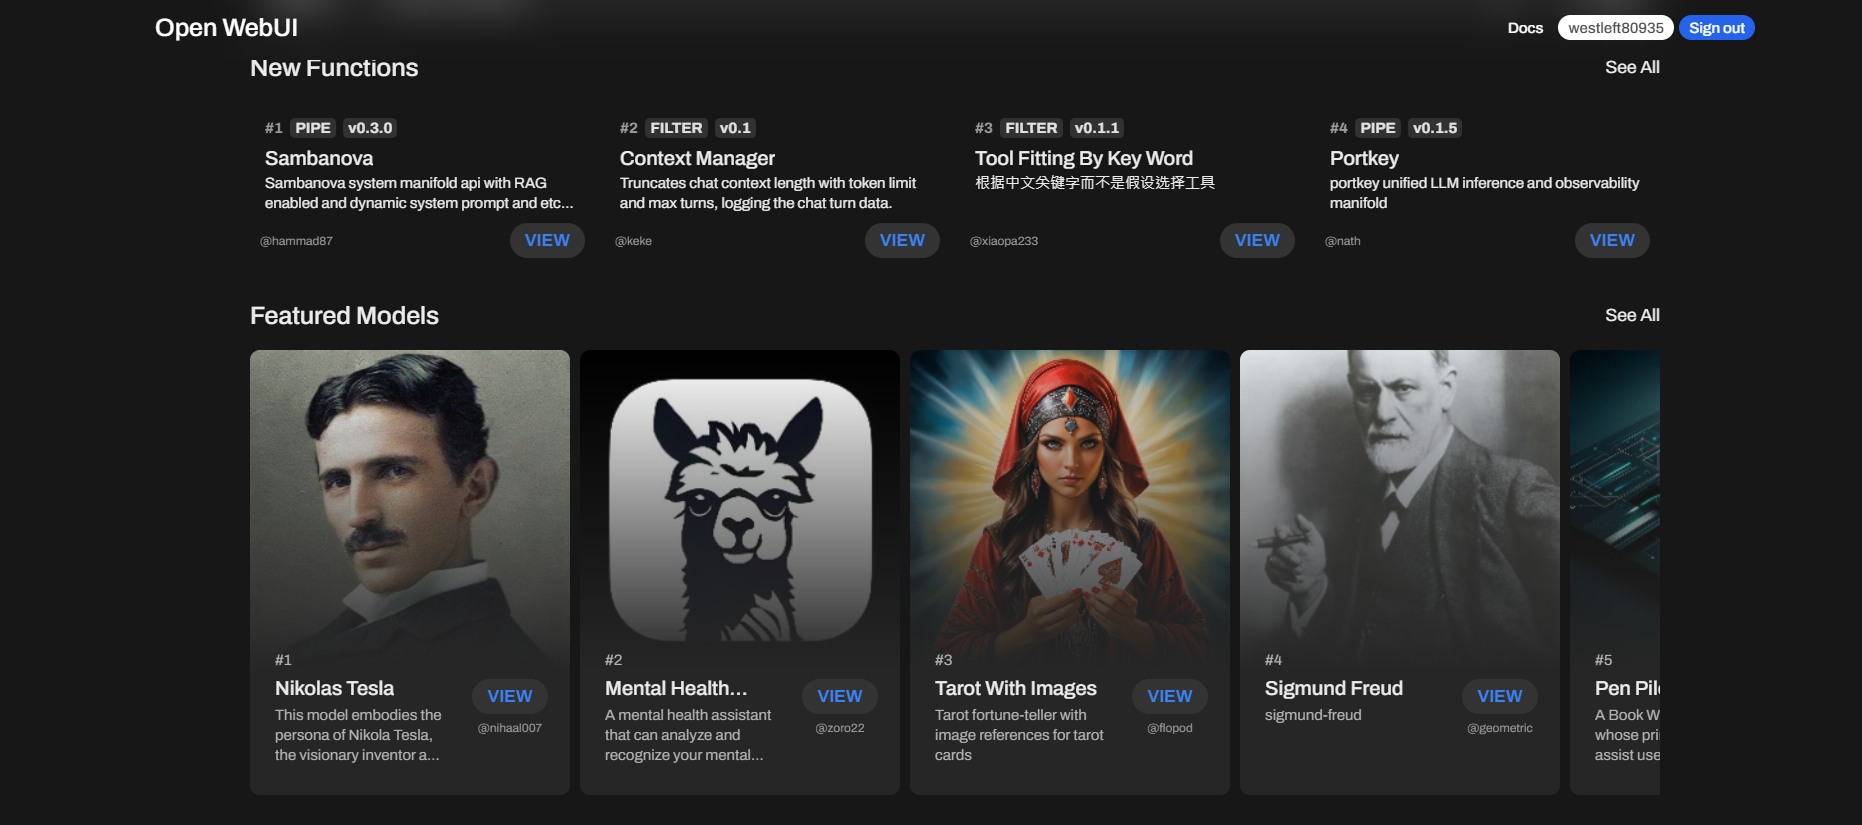 Open WebUI
Docs
westleft80935
Sign out
New Functions
See All
#1 PIPE v0.3.0
Sambanova
Sambanova system manifold api with RAG
enabled and dynamic system prompt and etc...
@hammad87
VIEW
#2 FILTER v0.1
Context Manager
Truncates chat context length with token limit
and max turns, logging the chat turn data.
@keke
VIEW
#3 FILTER v0.1.1
Tool Fitting By Key Word
根据中文关键字而不是假设选择工具
@xiaopa233
VIEW
#4 PIPE v0.1.5
Portkey
portkey unified LLM inference and observability
manifold
@nath
VIEW
Featured Models
See All
#1
Nikolas Tesla
This model embodies the
persona of Nikola Tesla,
the visionary inventor a...
VIEW
@nihaal007
#2
Mental Health...
A mental health assistant
that can analyze and
recognize your mental...
VIEW
@zoro22
#3
Tarot With Images
Tarot fortune-teller with
image references for tarot
cards
VIEW
@flopod
#4
Sigmund Freud
sigmund-freud
VIEW
@geometric
#5
Pen
A Book
whose
assist use